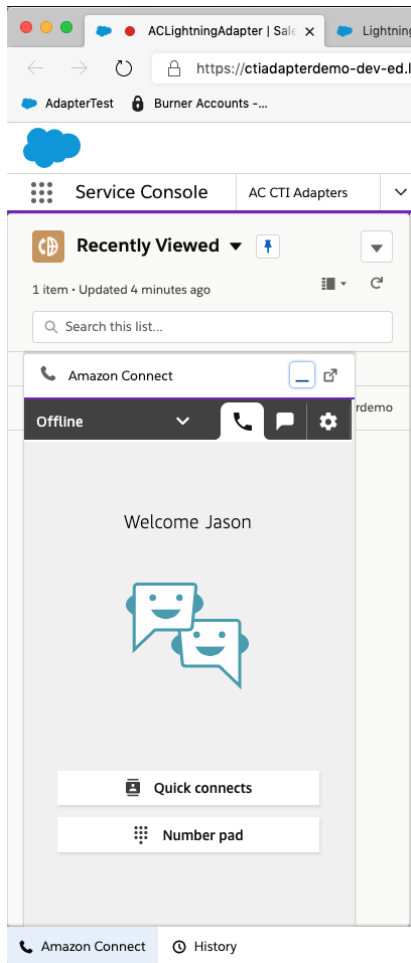 ACLightningAdapter | Sale
Lightning
https://ctiadapterdemo-dev-ed.l
AdapterTest
Burner Accounts -...
Service Console
AC CTI Adapters
Recently Viewed
1 item • Updated 4 minutes ago
Search this list...
Amazon Connect
rdemo
Offline
Welcome Jason
Quick connects
Number pad
Amazon Connect
History